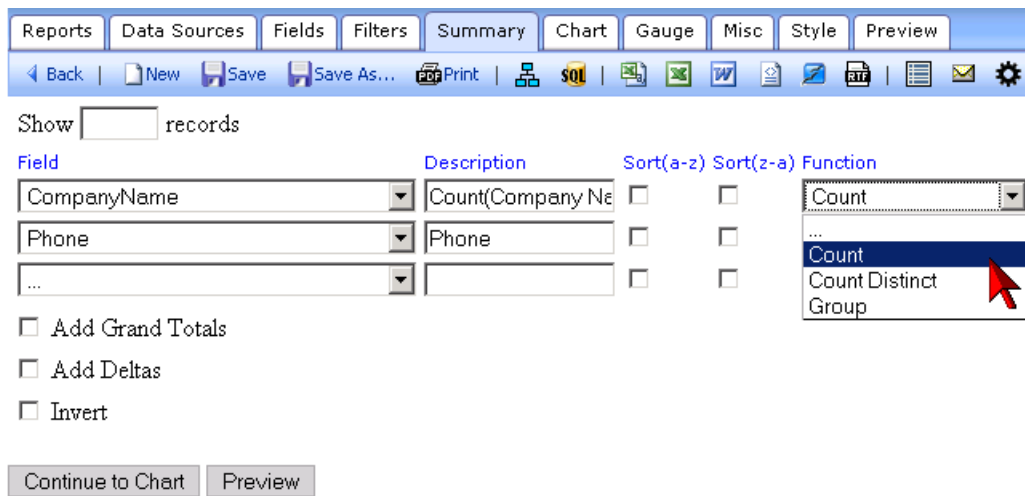 Reports Data Sources Fields Filters Summary Chart Gauge Misc Style Preview
Back | New Save Save As... PDF Print | SQL | W RTF |
Show records
Field Description Sort(a-z) Sort(z-a) Function
CompanyName Count(Company Na Count
Phone Phone ...
Count
... Count Distinct
Group
Add Grand Totals
Add Deltas
Invert
Continue to Chart Preview